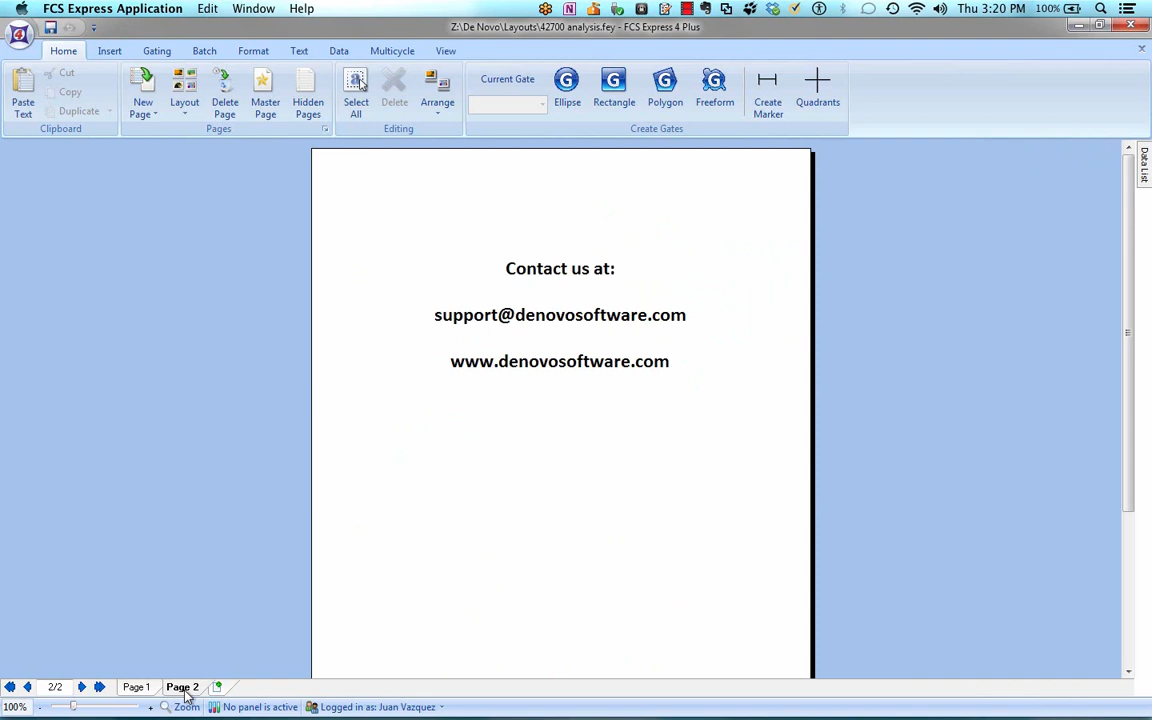 FCS Express Application Edit Window Help Thu 3:20 PM 100%
Z:\De Novo\Layouts\42700 analysis.fey - FCS Express 4 Plus
Home Insert Gating Batch Format Text Data Multicycle View
Paste Text
Cut
Copy
Duplicate
Clipboard
New Page
Layout
Delete Page
Master Page
Hidden Pages
Pages
Select All
Delete
Arrange
Editing
Current Gate
Ellipse
Rectangle
Polygon
Freeform
Create Marker
Quadrants
Create Gates
Data List
Contact us at:
support@denovosoftware.com
www.denovosoftware.com
2/2 Page 1 Page 2
100% - + Zoom No panel is active Logged in as: Juan Vazquez